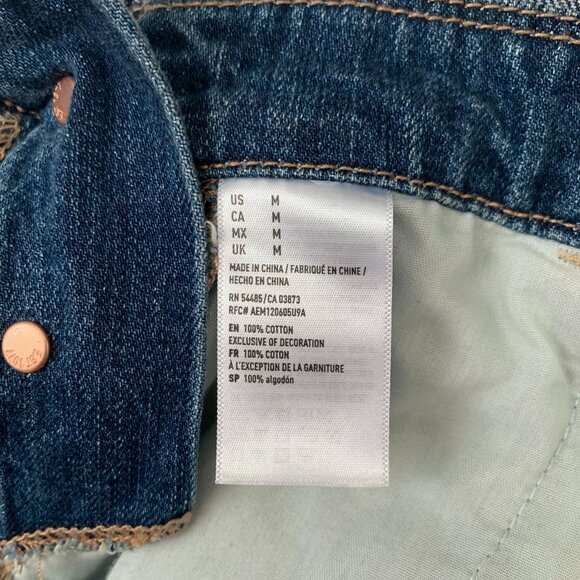 US M
CA M
MX M
UK M
MADE IN CHINA / FABRIQUÉ EN CHINE /
HECHO EN CHINA
RN 54485/CA 03873
RFC# AEM120605U9A
EN 100% COTTON
EXCLUSIVE OF DECORATION
FR 100% COTON
À L'EXCEPTION DE LA GARNITURE
SP 100% algodón